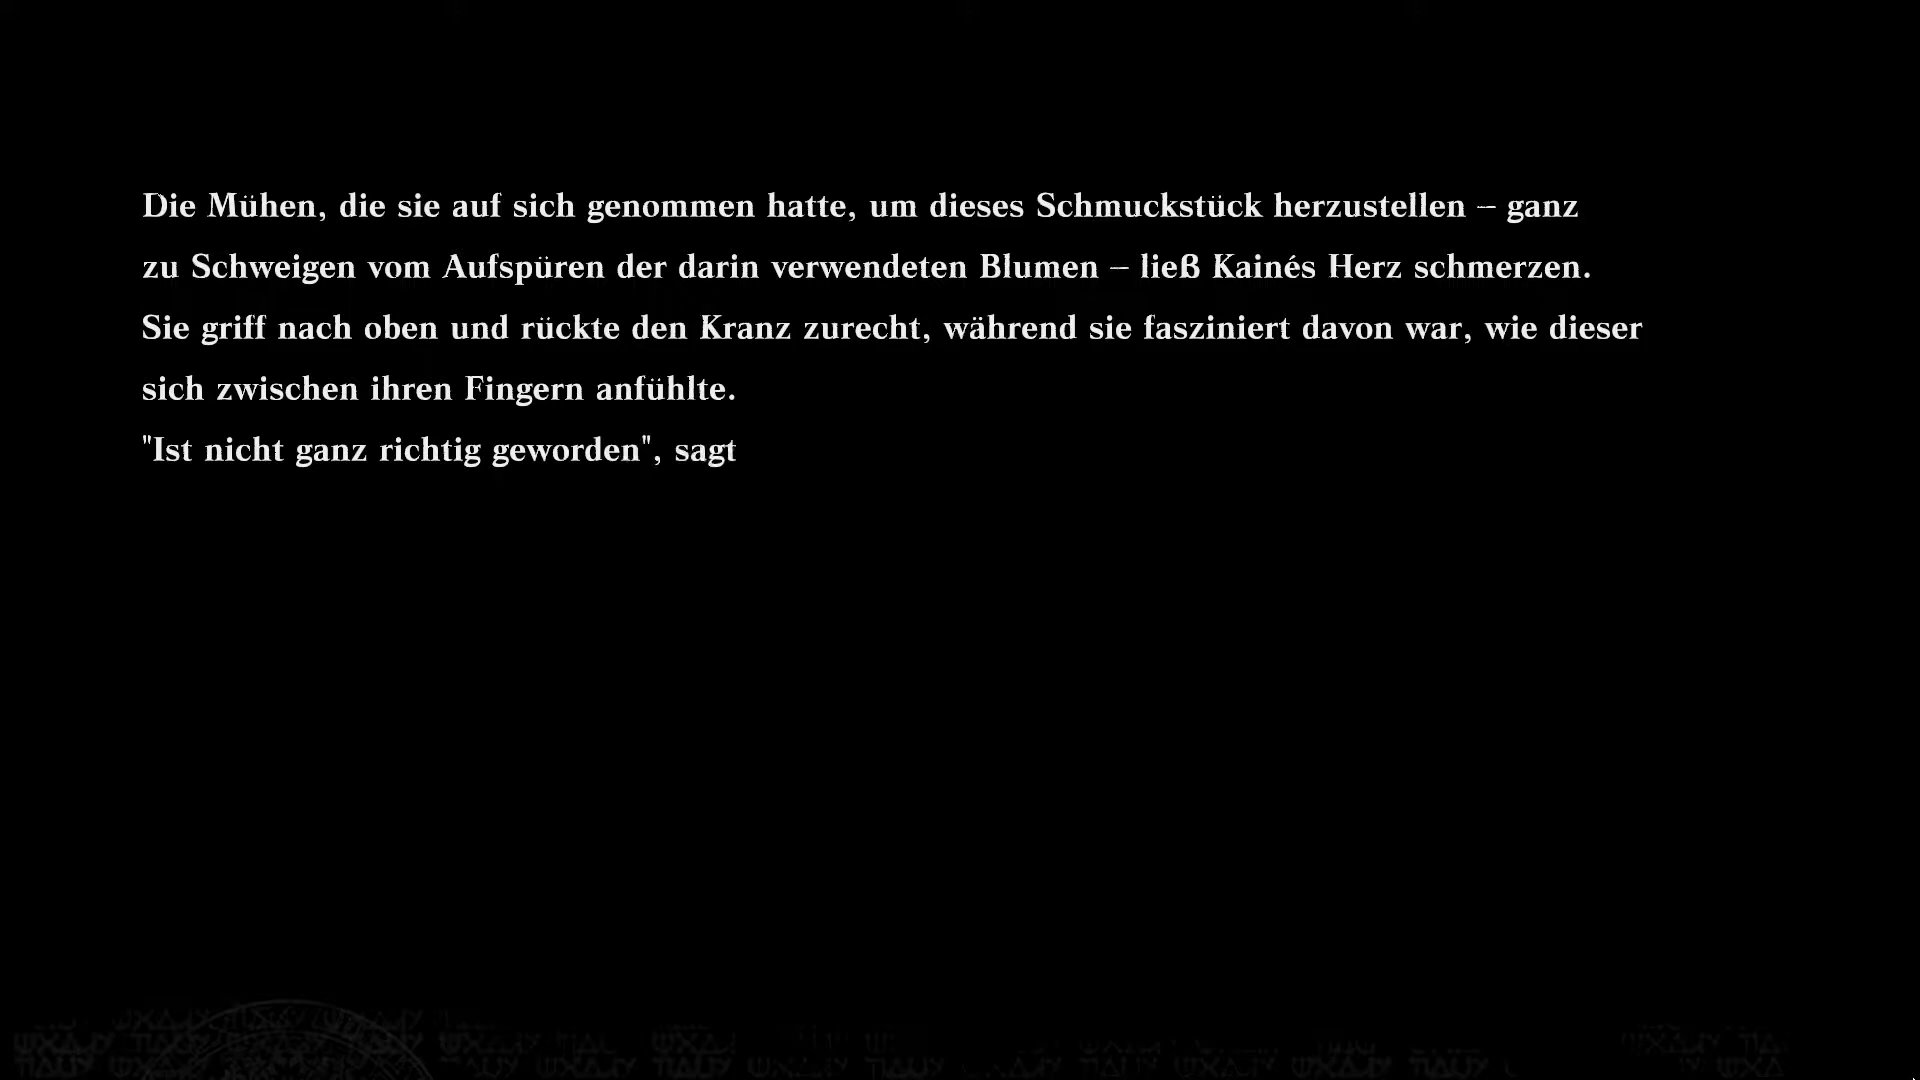 Die Mühen, die sie auf sich genommen hatte, um dieses Schmuckstück herzustellen – ganz
zu Schweigen vom Aufspüren der darin verwendeten Blumen – ließ Kainés Herz schmerzen.
Sie griff nach oben und rückte den Kranz zurecht, während sie fasziniert davon war, wie dieser
sich zwischen ihren Fingern anfühlte.
"Ist nicht ganz richtig geworden", sagt